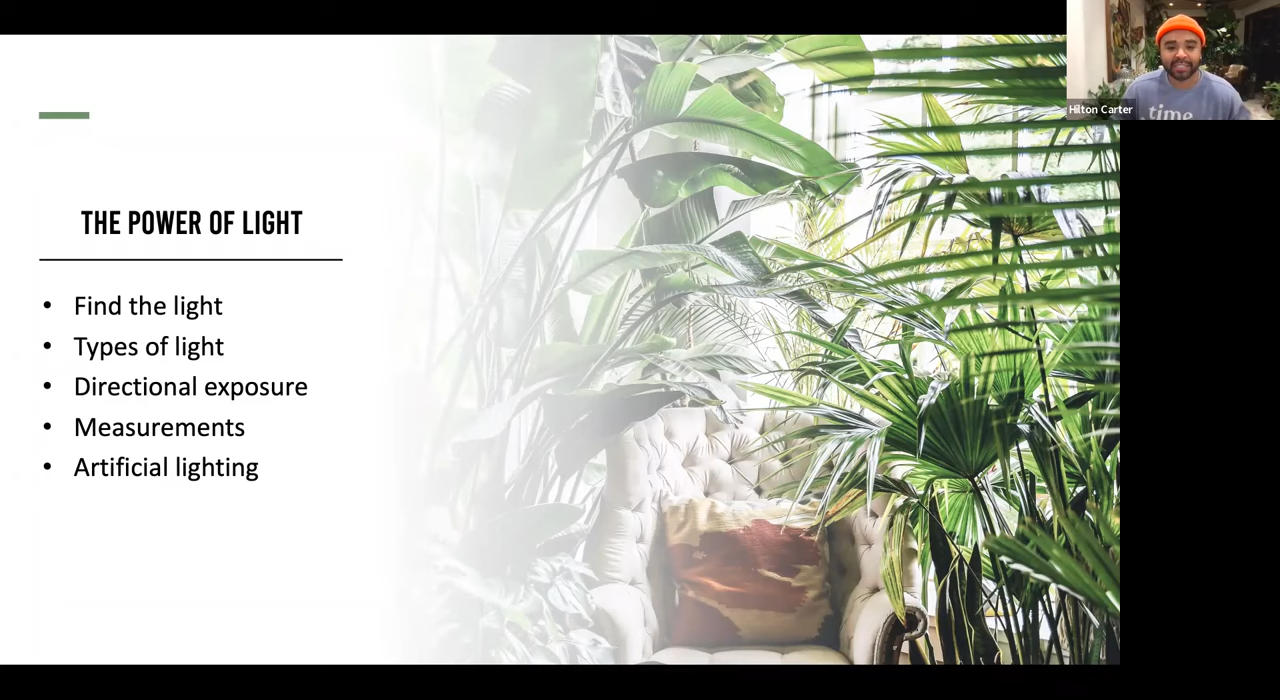 THE POWER OF LIGHT
• Find the light
• Types of light
• Directional exposure
• Measurements
• Artificial lighting
Hilton Carter
.time